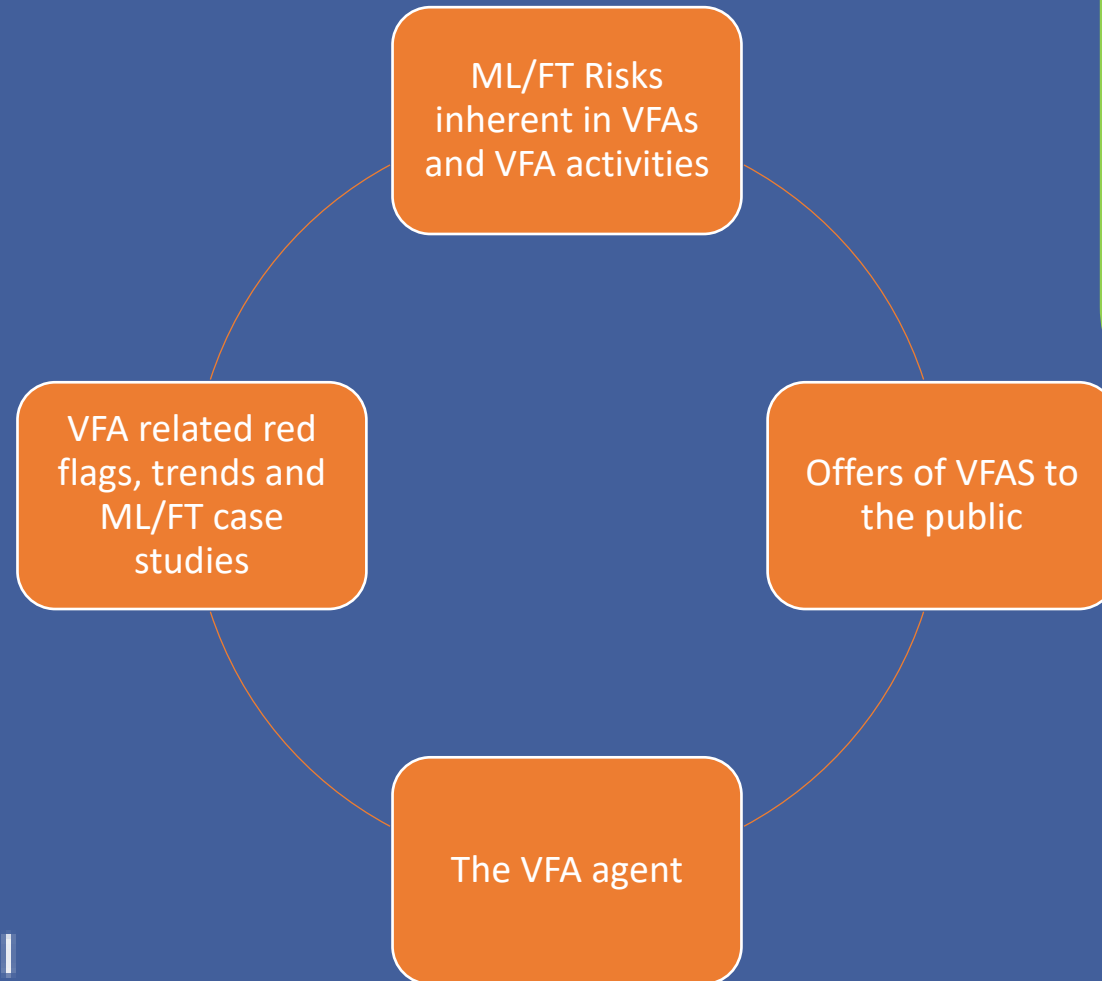 ML/FT Risks
inherent in VFAs
and VFA activities
VFA related red
flags, trends and
ML/FT case
studies
Offers of VFAS to
the public
The VFA agent